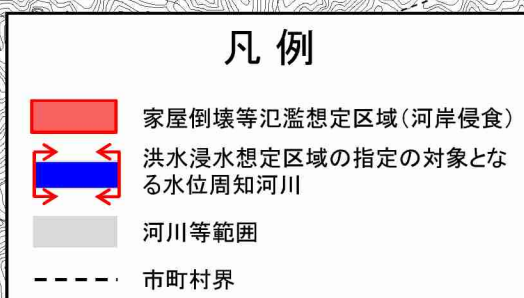 凡例
家屋倒壊等氾濫想定区域(河岸侵食)
洪水浸水想定区域の指定の対象とな
る水位周知河川
河川等範囲
市町村界